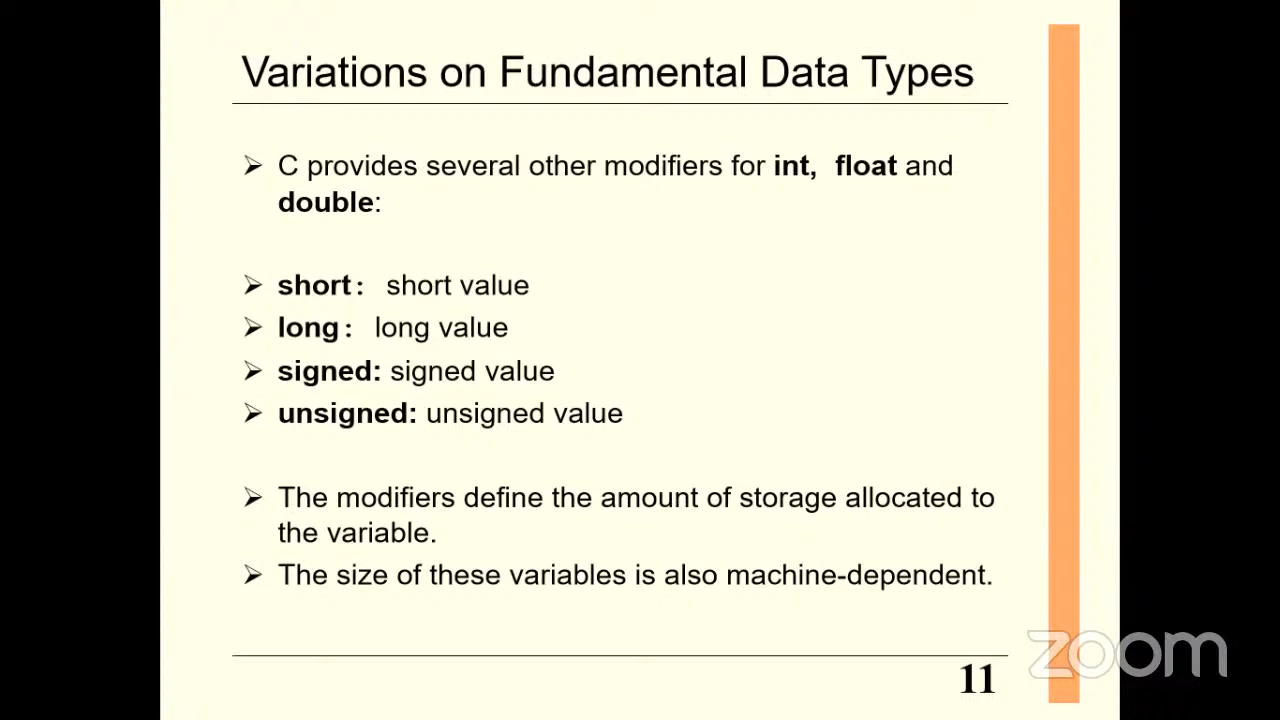 Variations on Fundamental Data Types
➢ C provides several other modifiers for int, float and
double:
➢ short: short value
➢ long: long value
➢ signed: signed value
➢ unsigned: unsigned value
➢ The modifiers define the amount of storage allocated to
the variable.
➢ The size of these variables is also machine-dependent.
11
zoom